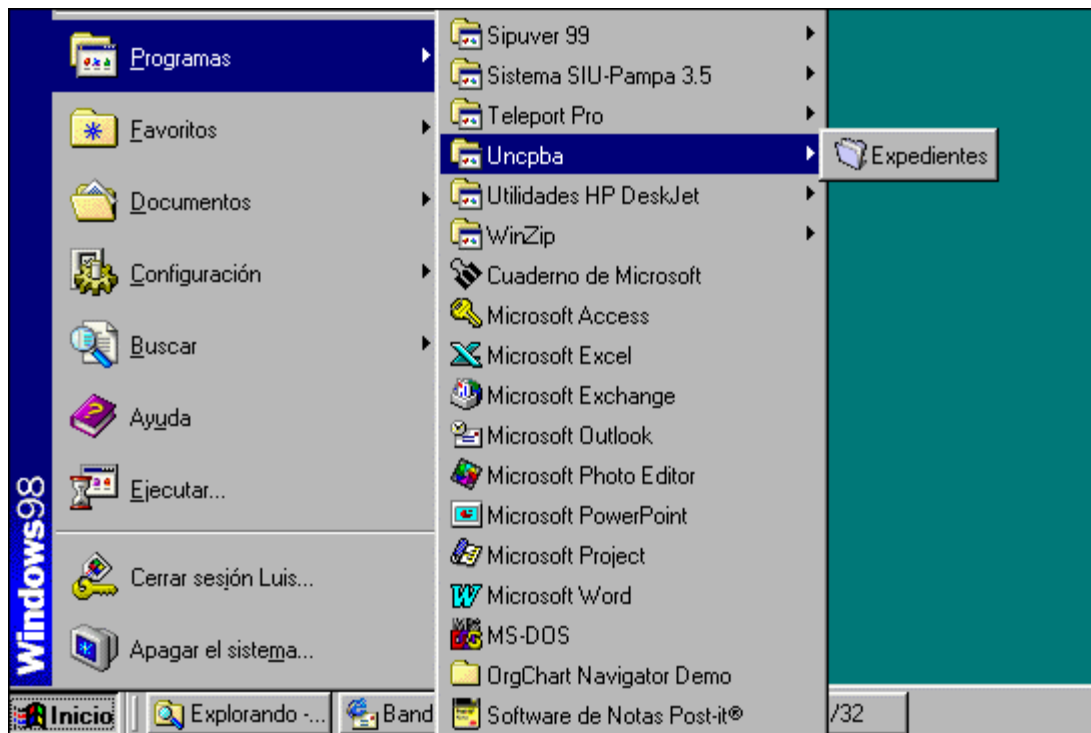 Programas
Favoritos
Documentos
Configuración
Buscar
Ayuda
Ejecutar...
Cerrar sesión Luis...
Apagar el sistema...
Windows98
Sipuver 99
Sistema SIU-Pampa 3.5
Teleport Pro
Uncpba
Utilidades HP DeskJet
WinZip
Cuaderno de Microsoft
Microsoft Access
Microsoft Excel
Microsoft Exchange
Microsoft Outlook
Microsoft Photo Editor
Microsoft PowerPoint
Microsoft Project
Microsoft Word
MS-DOS
OrgChart Navigator Demo
Software de Notas Post-it®
Expedientes
Inicio
Explorando -...
Band
/32